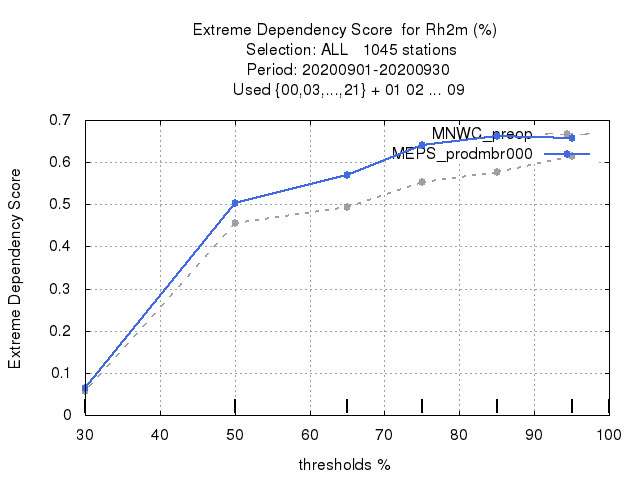 Extreme Dependency Score for Rh2m (%)
Selection: ALL 1045 stations
Period: 20200901-20200930
Used {00,03,...,21} + 01 02 ... 09
0.7
0.6
0.5
0.4
0.3
0.2
0.1
0
Extreme Dependency Score
MNWC_preop
MEPS_prodmbr000
30 40 50 60 70 80 90 100
thresholds %